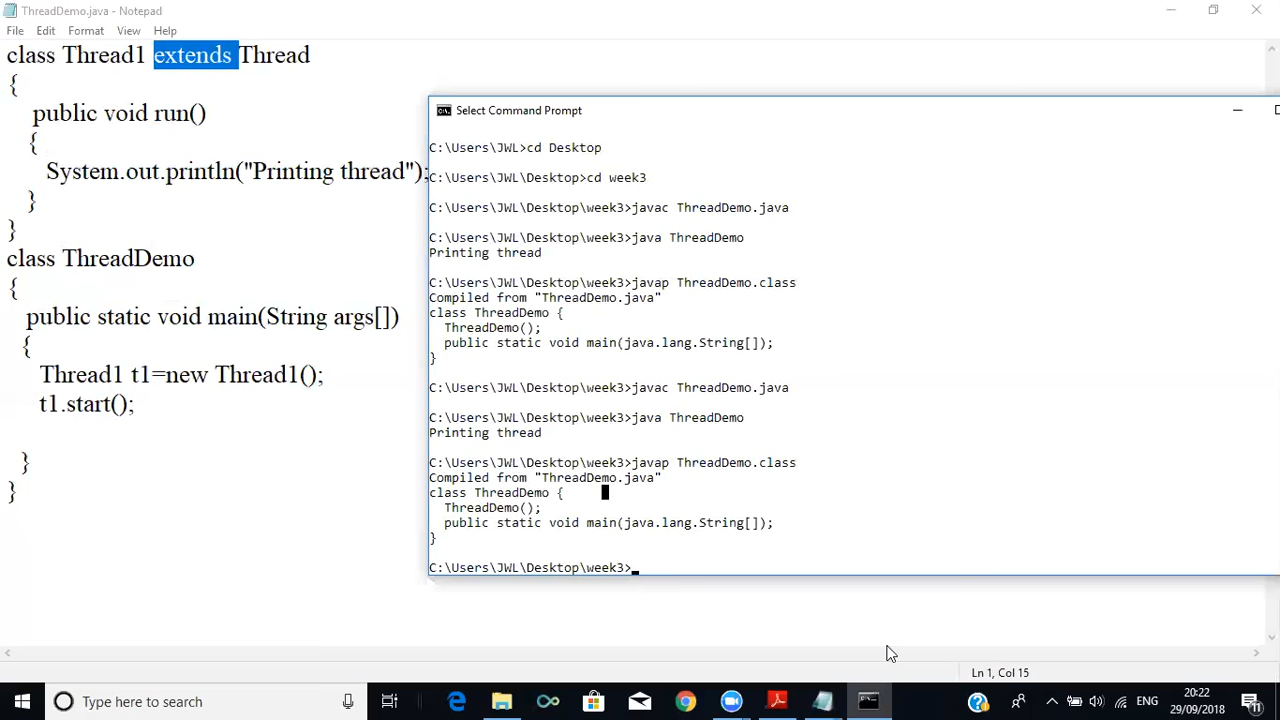 ThreadDemo.java - Notepad
File Edit Format View Help
class Thread1 extends Thread
{
public void run()
{
System.out.println("Printing thread");
}
}
class ThreadDemo
{
public static void main(String args[])
{
Thread1 t1=new Thread1();
t1.start();
}
}
Select Command Prompt
C:\Users\JWL>cd Desktop
C:\Users\JWL\Desktop>cd week3
C:\Users\JWL\Desktop\week3>javac ThreadDemo.java
C:\Users\JWL\Desktop\week3>java ThreadDemo
Printing thread
C:\Users\JWL\Desktop\week3>javap ThreadDemo.class
Compiled from "ThreadDemo.java"
class ThreadDemo {
ThreadDemo();
public static void main(java.lang.String[]);
}
C:\Users\JWL\Desktop\week3>javac ThreadDemo.java
C:\Users\JWL\Desktop\week3>java ThreadDemo
Printing thread
C:\Users\JWL\Desktop\week3>javap ThreadDemo.class
Compiled from "ThreadDemo.java"
class ThreadDemo {
ThreadDemo();
public static void main(java.lang.String[]);
}
C:\Users\JWL\Desktop\week3>
Ln 1, Col 15
Type here to search
ENG
20:22
29/09/2018
11